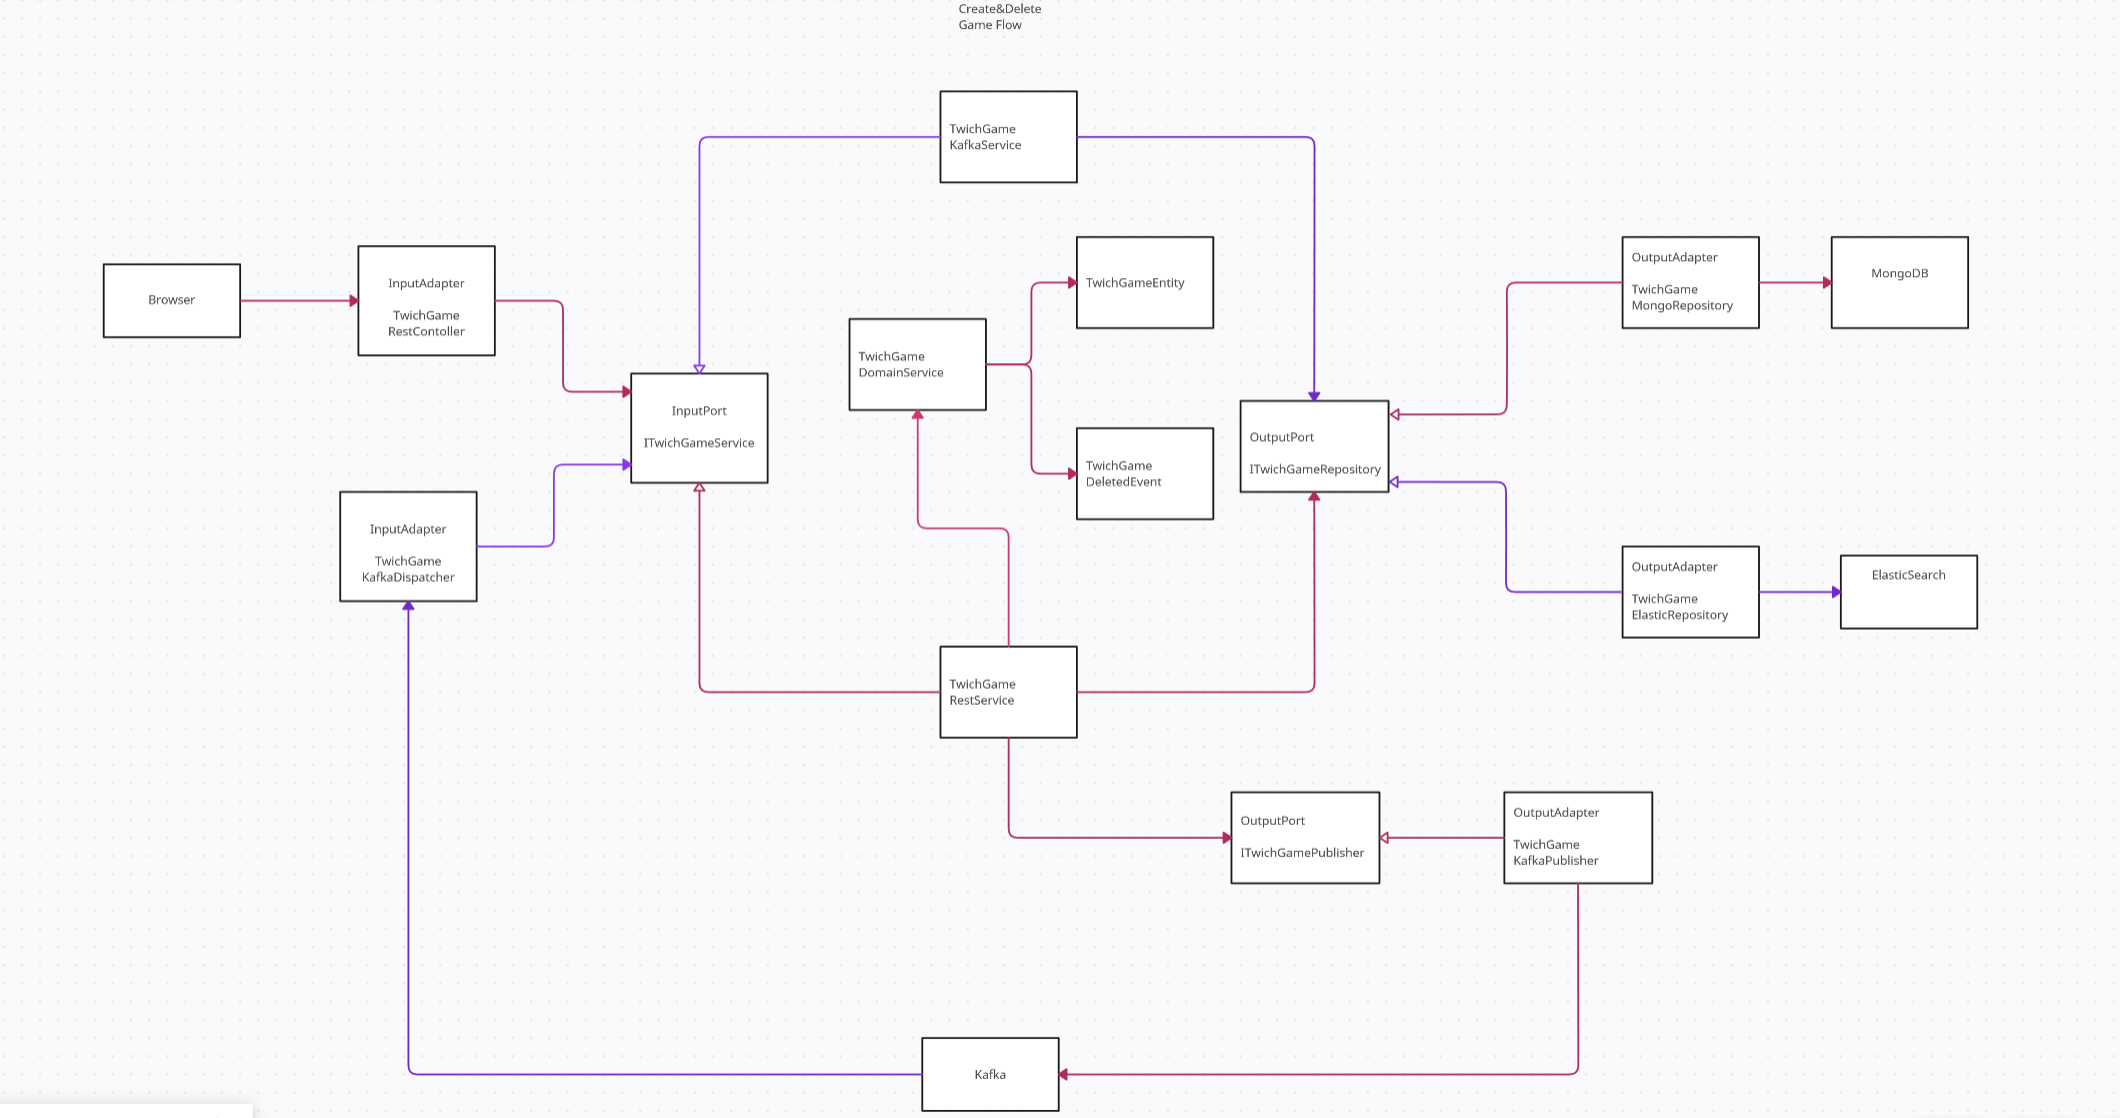 Create&Delete
Game Flow
TwichGame
KafkaService
Browser
InputAdapter
TwichGame
RestContoller
TwichGameEntity
OutputAdapter
TwichGame
MongoRepository
MongoDB
TwichGame
DomainService
InputPort
ITwichGameService
OutputPort
ITwichGameRepository
TwichGame
DeletedEvent
InputAdapter
TwichGame
KafkaDispatcher
OutputAdapter
TwichGame
ElasticRepository
ElasticSearch
TwichGame
RestService
OutputPort
ITwichGamePublisher
OutputAdapter
TwichGame
KafkaPublisher
Kafka